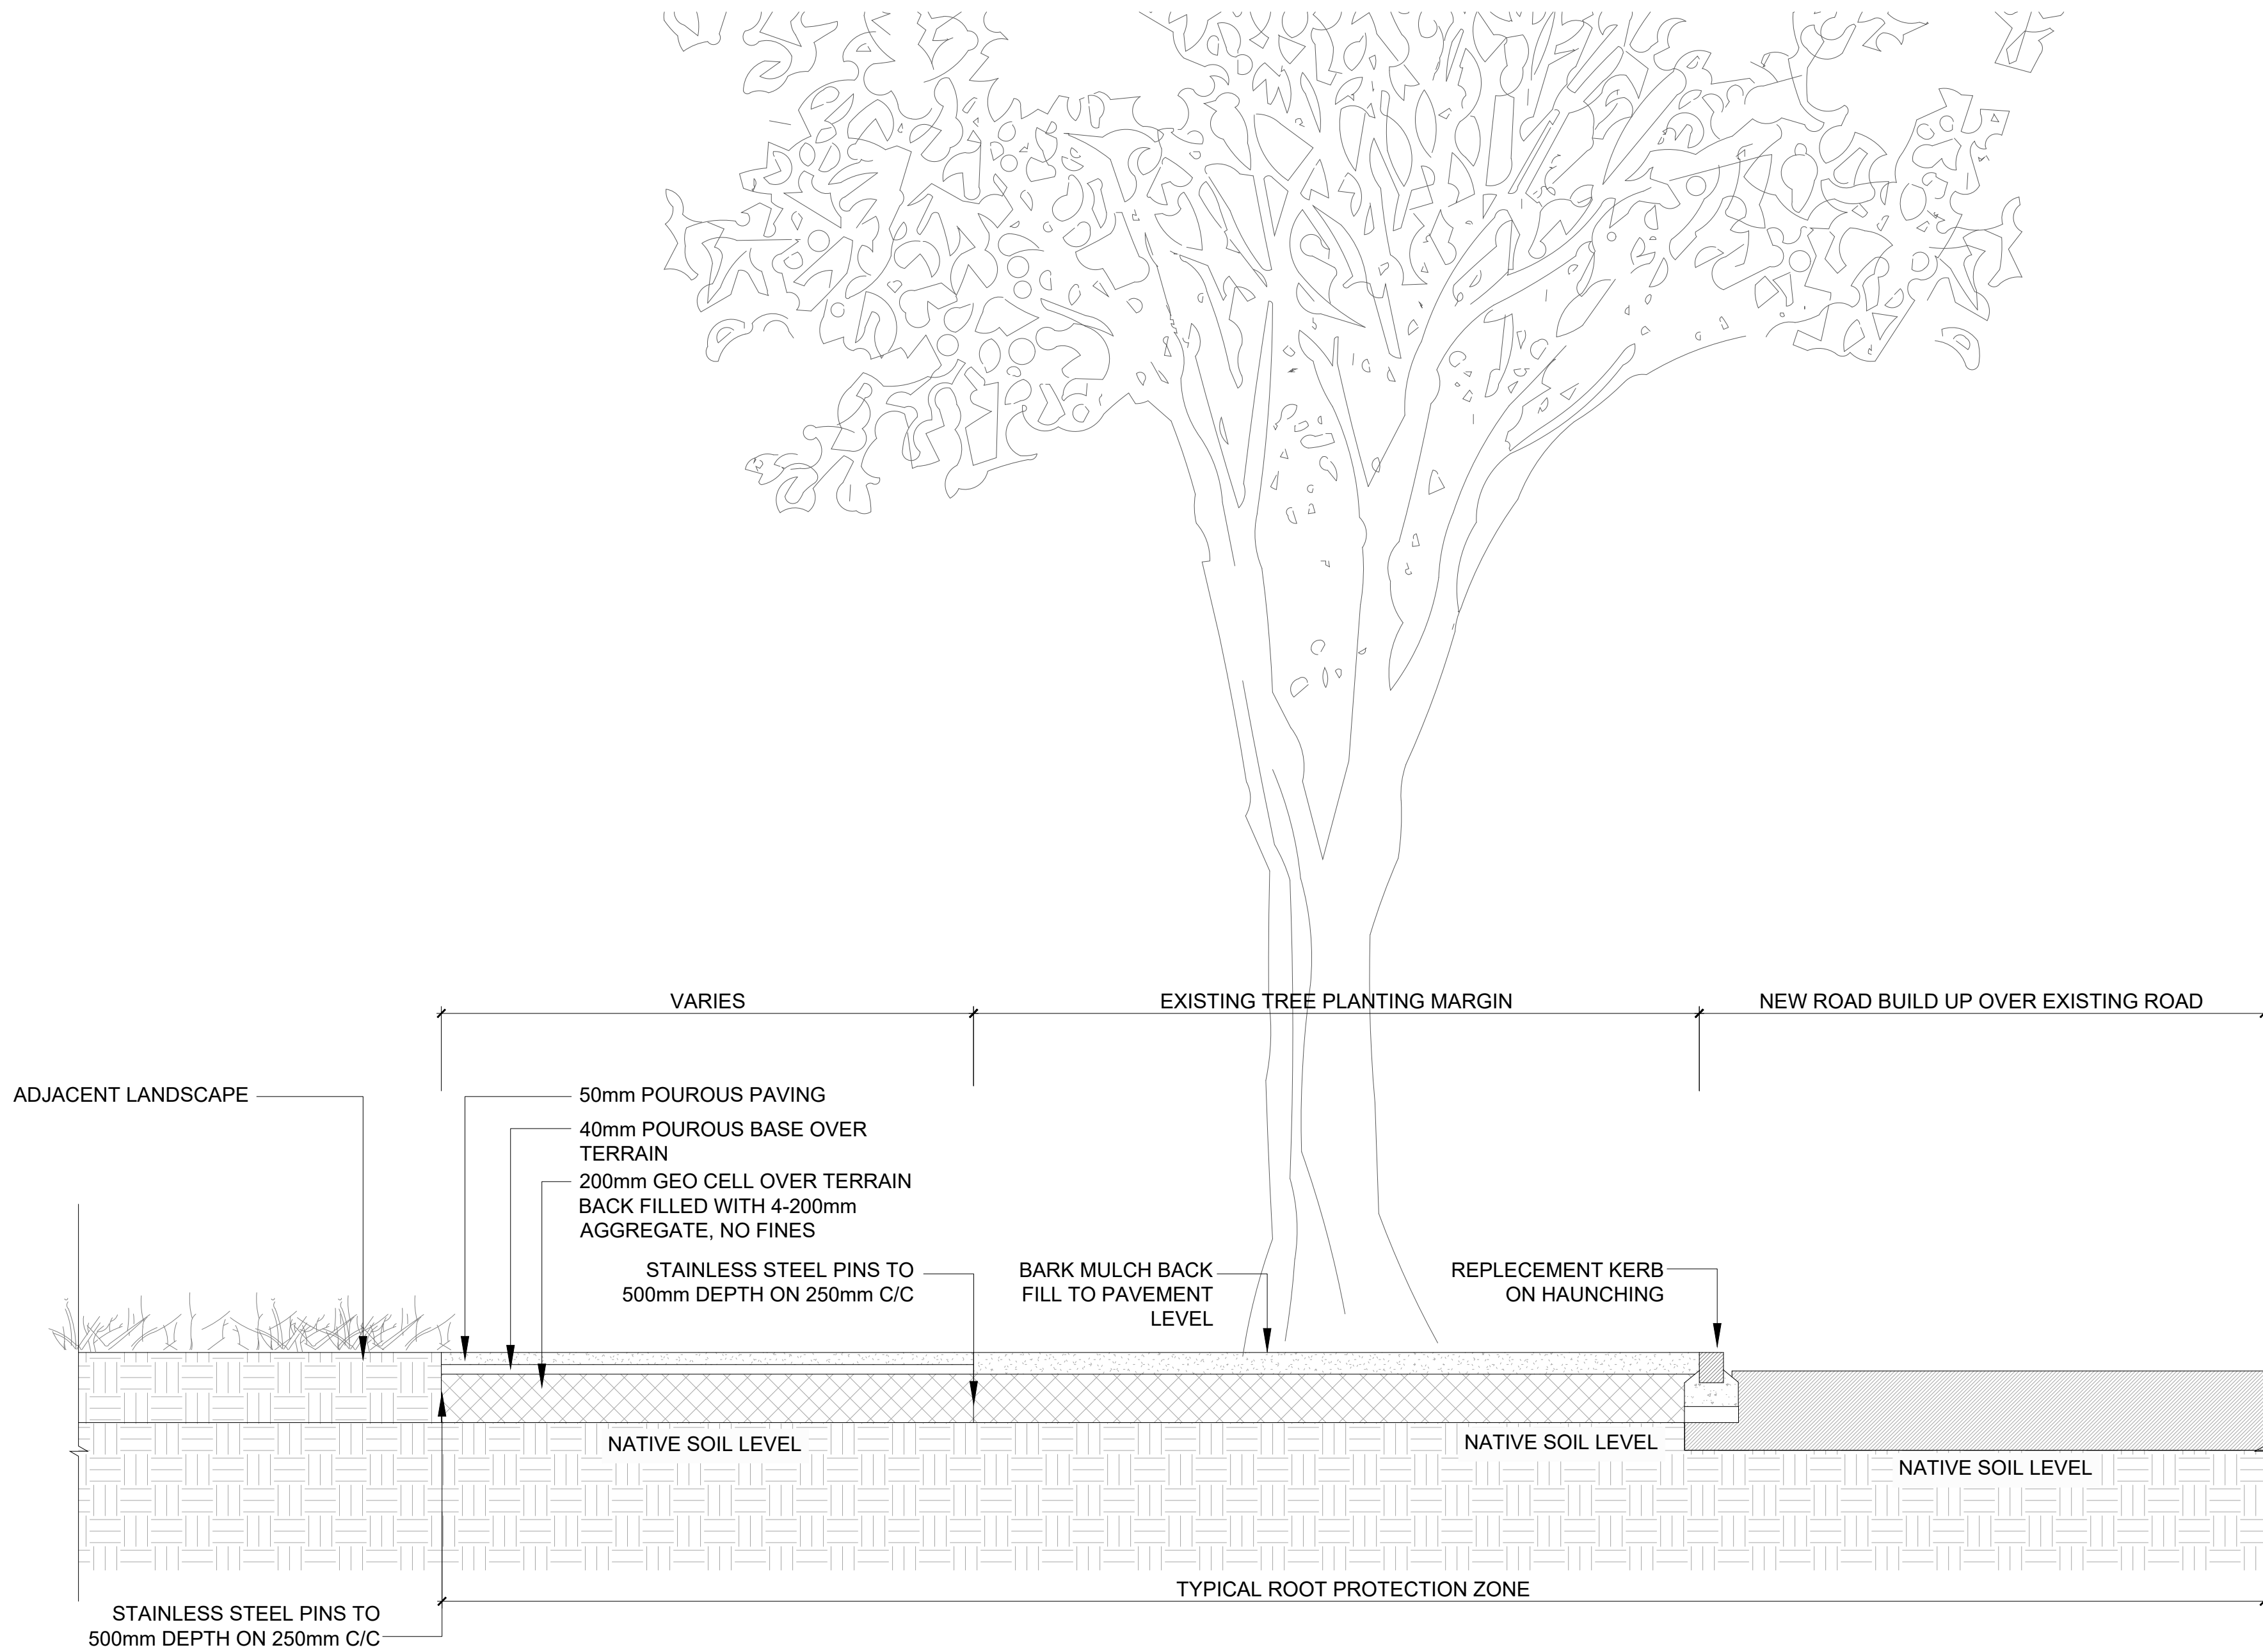 VARIES
EXISTING TREE PLANTING MARGIN
NEW ROAD BUILD UP OVER EXISTING ROAD
ADJACENT LANDSCAPE
50mm POUROUS PAVING
40mm POUROUS BASE OVER
TERRAIN
200mm GEO CELL OVER TERRAIN
BACK FILLED WITH 4-200mm
AGGREGATE, NO FINES
STAINLESS STEEL PINS TO
500mm DEPTH ON 250mm C/C
BARK MULCH BACK
FILL TO PAVEMENT
LEVEL
REPLECEMENT KERB
ON HAUNCHING
NATIVE SOIL LEVEL
NATIVE SOIL LEVEL
NATIVE SOIL LEVEL
TYPICAL ROOT PROTECTION ZONE
STAINLESS STEEL PINS TO
500mm DEPTH ON 250mm C/C